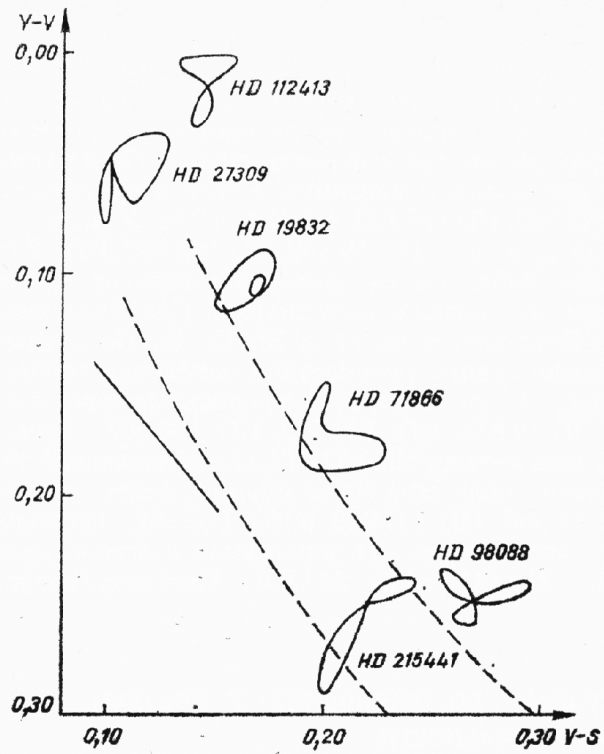 Y-V
0,00
HD 112413
HD 27309
HD 19832
0,10
HD 71866
0,20
HD 98088
HD 215441
0,30
0,10
0,20
0,30 V-S